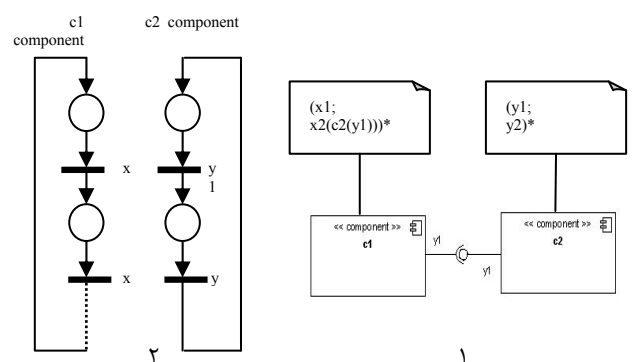 c1
component
c2 component
x
y
1
x
y
٢
(x1;
x2(c2(y1)))*
(y1;
y2)*
<< component >>
c1
y1
y1
<< component >>
c2
١